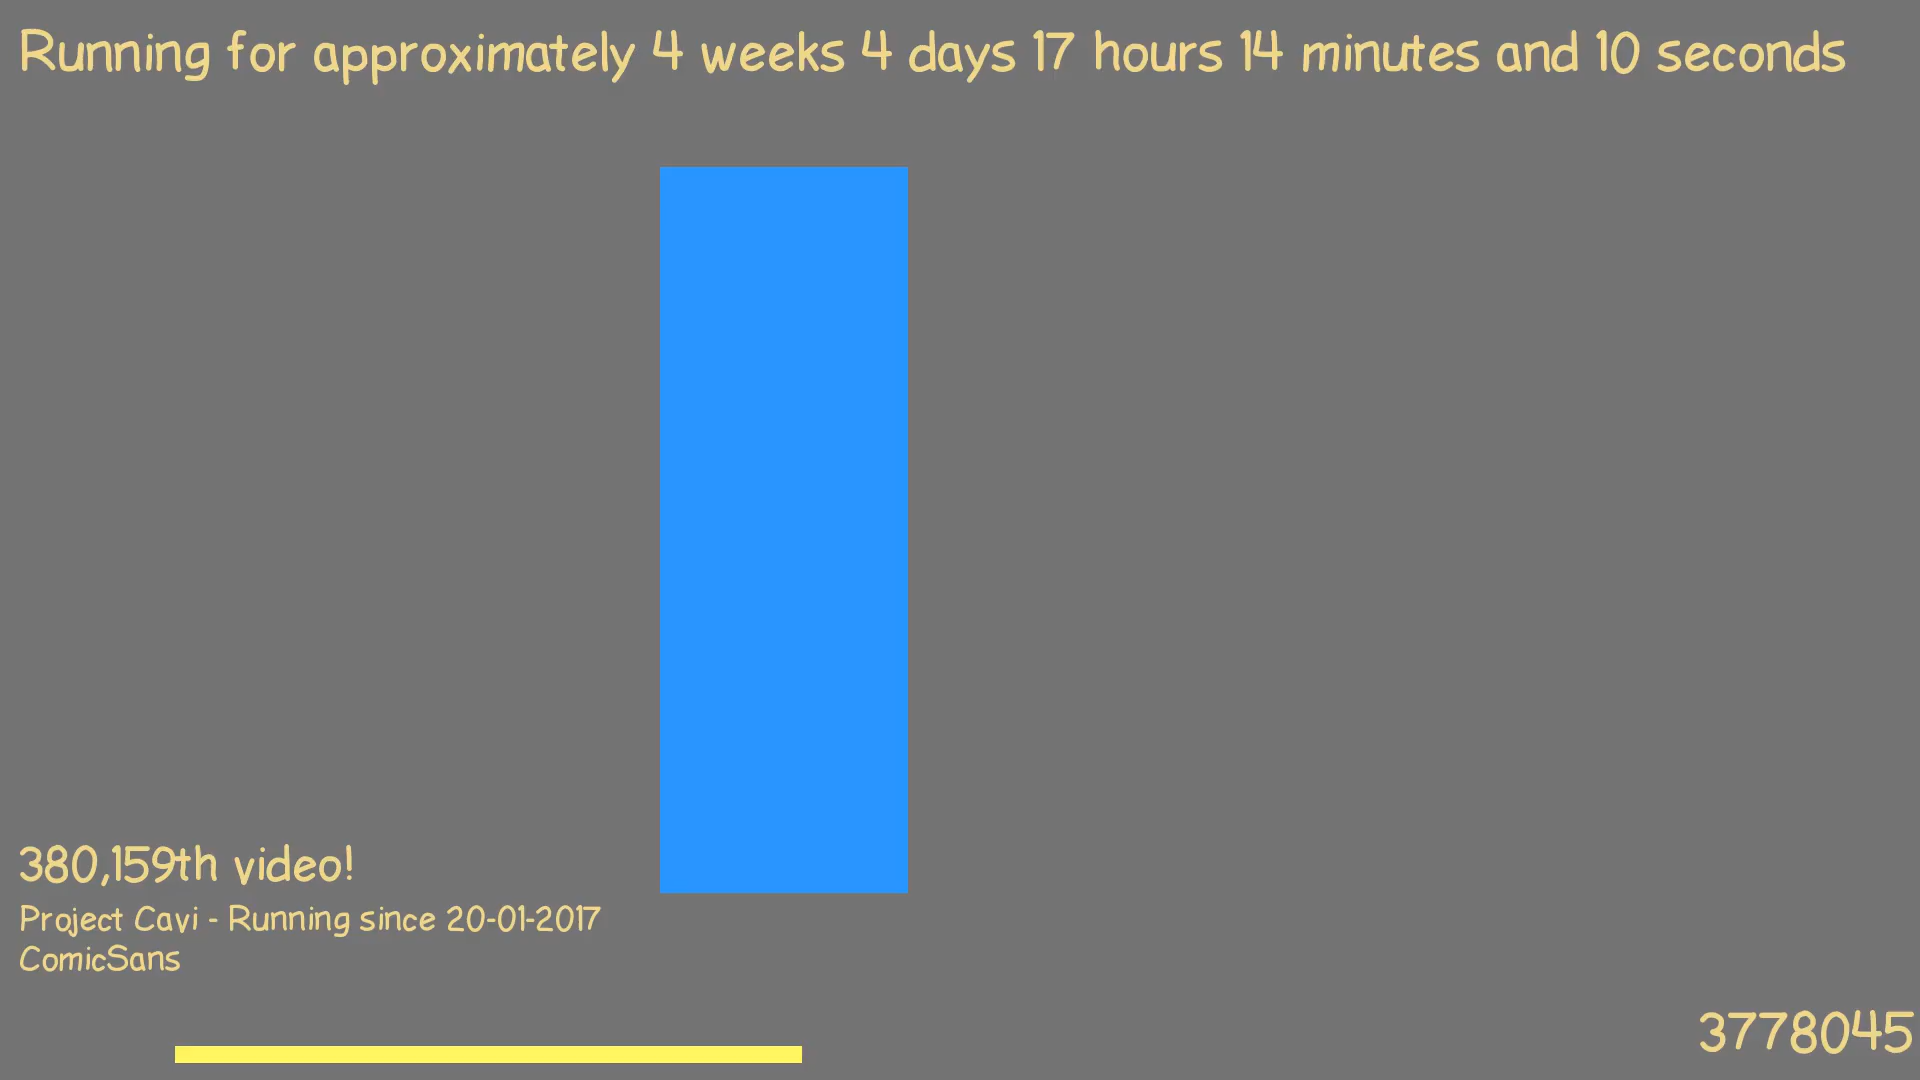 Running for approximately 4 weeks 4 days 17 hours 14 minutes and 10 seconds
380,159th video!
Project Cavi - Running since 20-01-2017
ComicSans
3778045